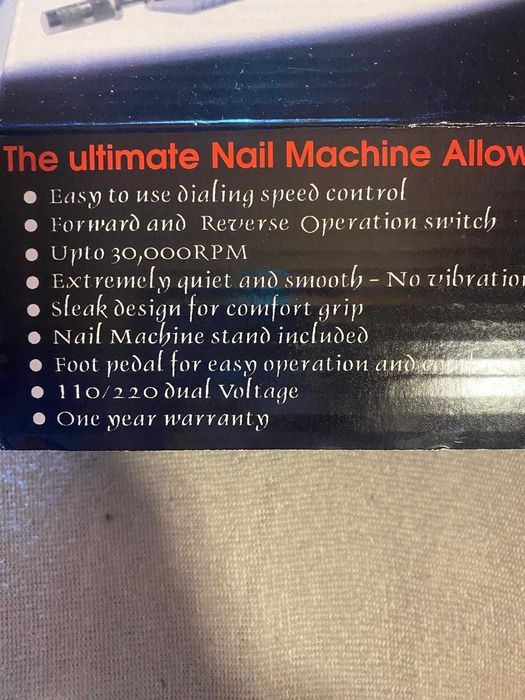 The ultimate Nail Machine Allow
Easy to use dialing speed control
Forward and Reverse Operation switch
Upto 30,000RPM
Extremely quiet and smooth - No vibration
Sleak design for comfort grip
Nail Machine stand included
Foot pedal for easy operation and
110/220 dual Voltage
One year warranty